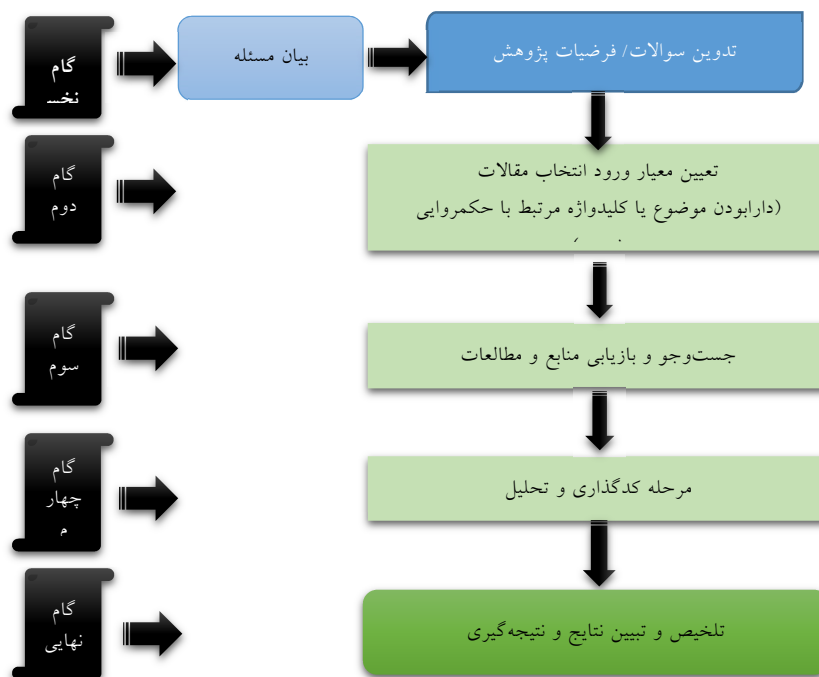 گام
نخس
بیان مسئله
تدوین سوالات/ فرضیات پژوهش
گام
دوم
تعیین معیار ورود انتخاب مقالات
(دارابودن موضوع یا کلیدواژه مرتبط با حکمروایی
گام
سوم
جست‌وجو و بازیابی منابع و مطالعات
گام
چهار
م
مرحله کدگذاری و تحلیل
گام
نهایی
تلخیص و تبیین نتایج و نتیجه‌گیری